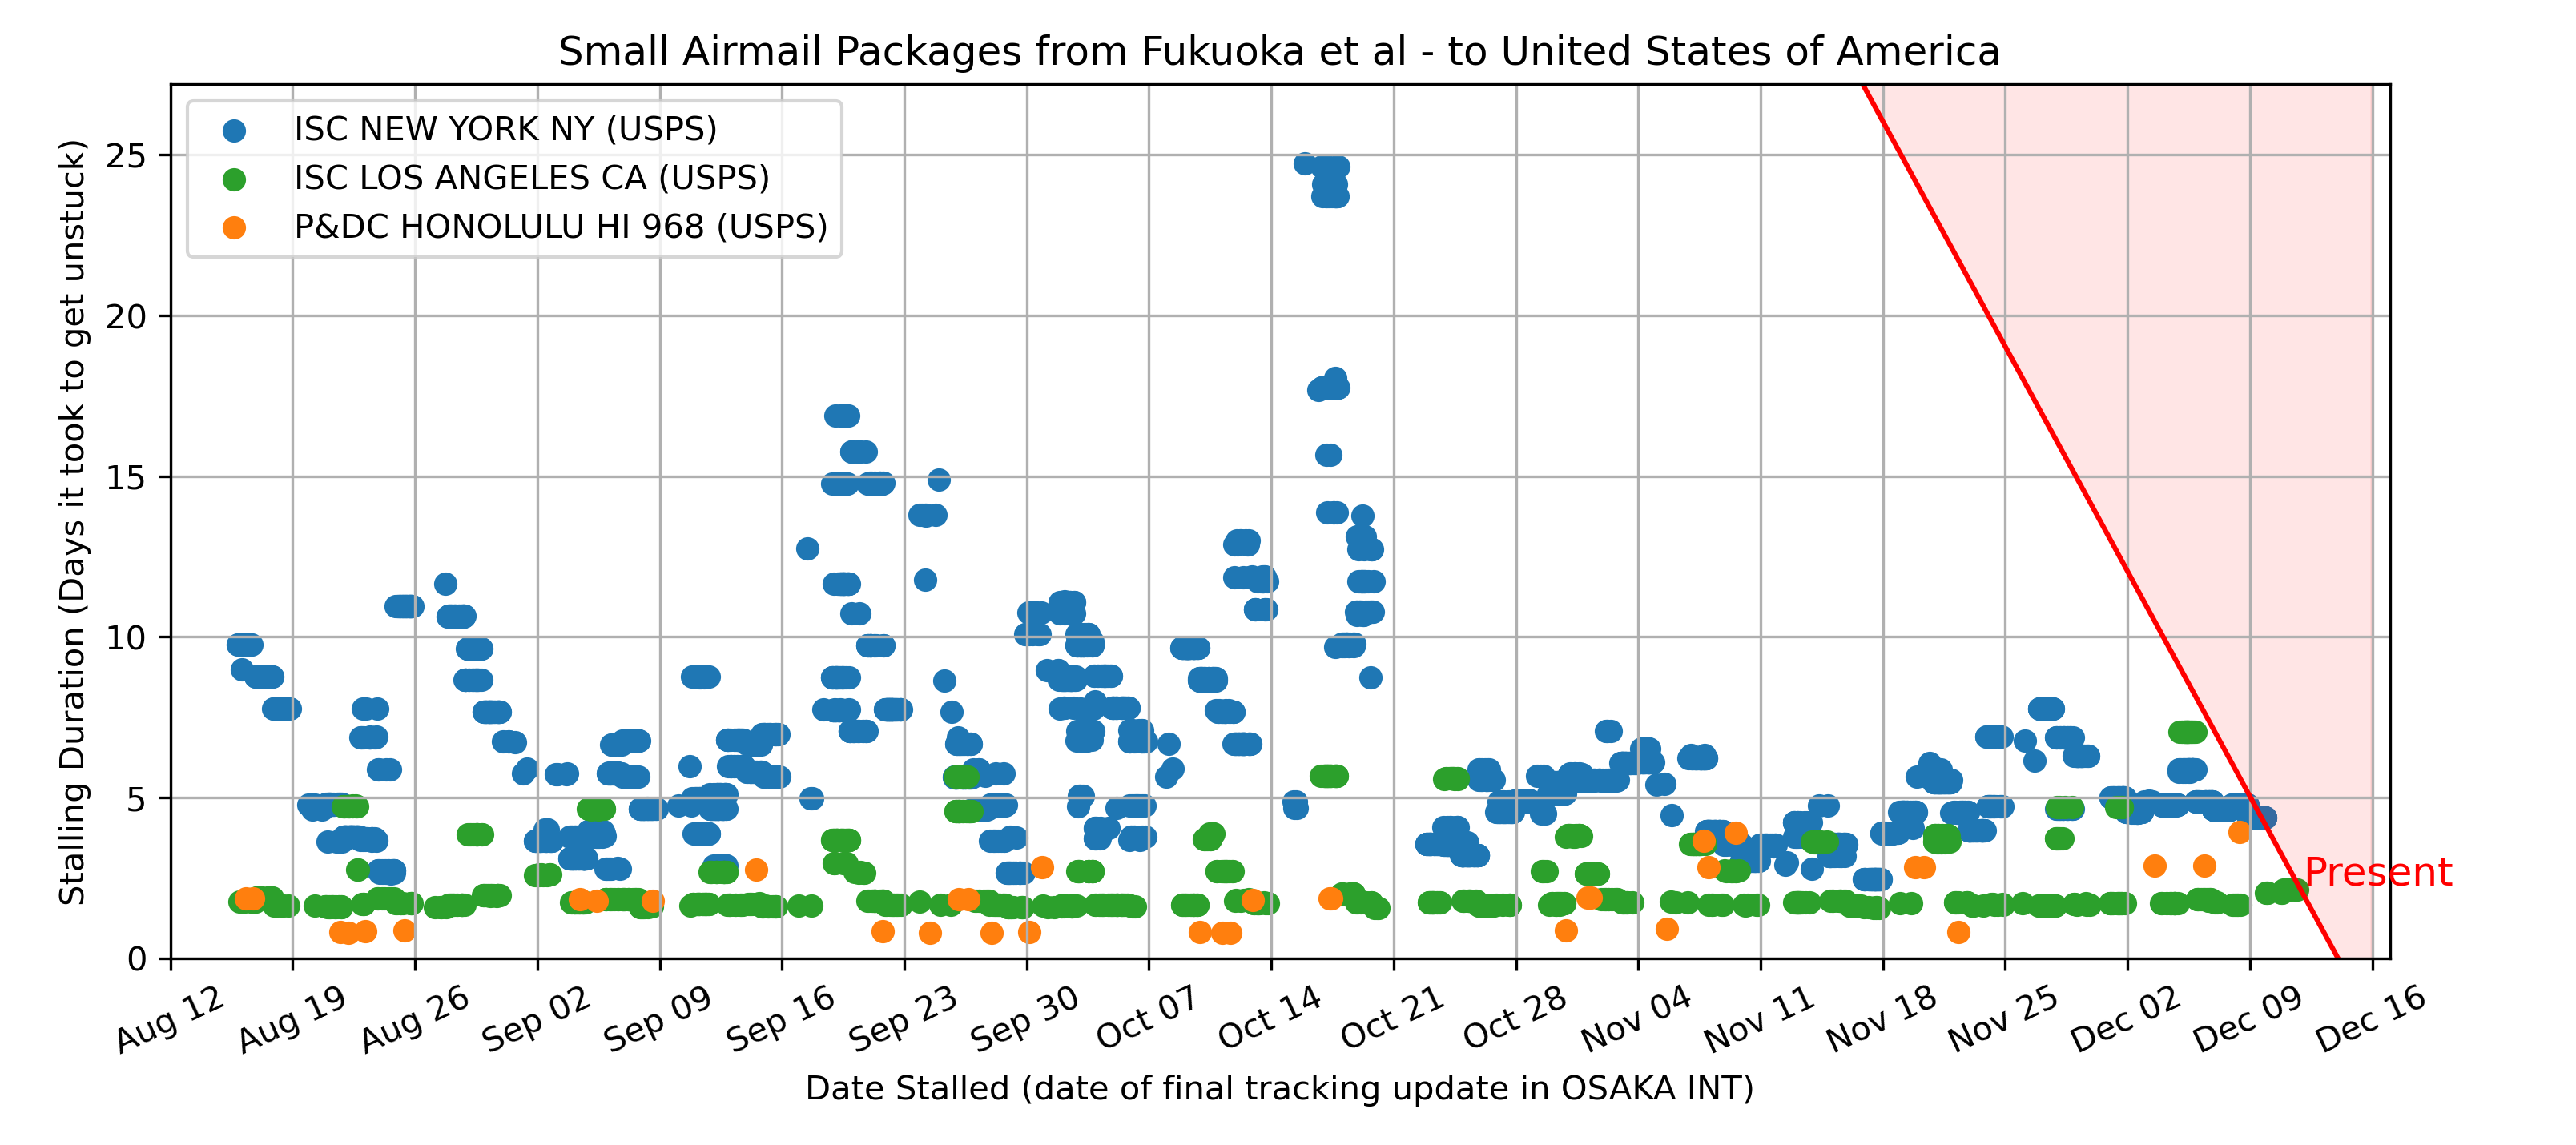 Small Airmail Packages from Fukuoka et al - to United States of America
ISC NEW YORK NY (USPS)
ISC LOS ANGELES CA (USPS)
P&DC HONOLULU HI 968 (USPS)
Stalling Duration (Days it took to get unstuck)
25
20
15
10
5
0
Present
Aug 12
Aug 19
Aug 26
Sep 02
Sep 09
Sep 16
Sep 23
Sep 30
Oct 07
Oct 14
Oct 21
Oct 28
Nov 04
Nov 11
Nov 18
Nov 25
Dec 02
Dec 09
Dec 16
Date Stalled (date of final tracking update in OSAKA INT)